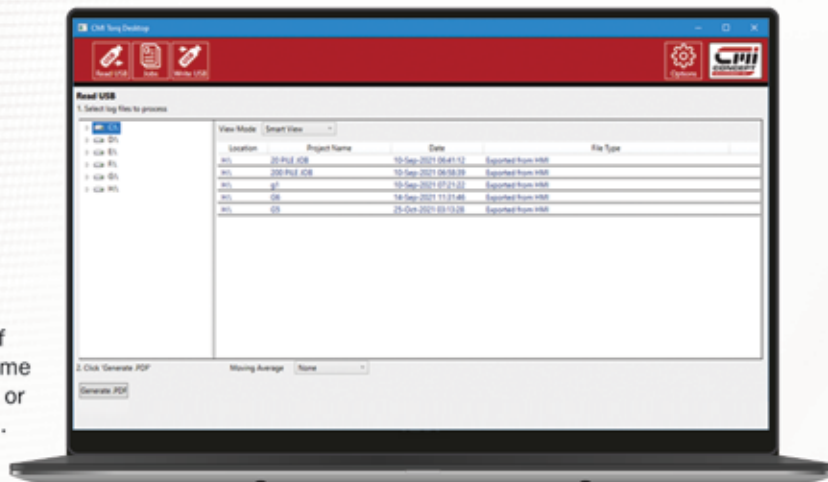 CMI Torq Desktop
Read USB
Jobs
Write USB
Options
CMI
CONCEPT
Read USB
1. Select log files to process
C:\
D:\
E:\
F:\
G:\
H:\
View Mode Smart View
Location Project Name Date File Type
H:\ 20 PILE JOB 10-Sep-2021 06:41:12 Exported from HMI
H:\ 200 PILE JOB 10-Sep-2021 06:58:39 Exported from HMI
H:\ g1 10-Sep-2021 07:21:22 Exported from HMI
H:\ G6 14-Sep-2021 11:31:46 Exported from HMI
H:\ G5 25-Oct-2021 03:13:28 Exported from HMI
2. Click 'Generate .PDF'
Moving Average None
Generate .PDF
f
me
or
.